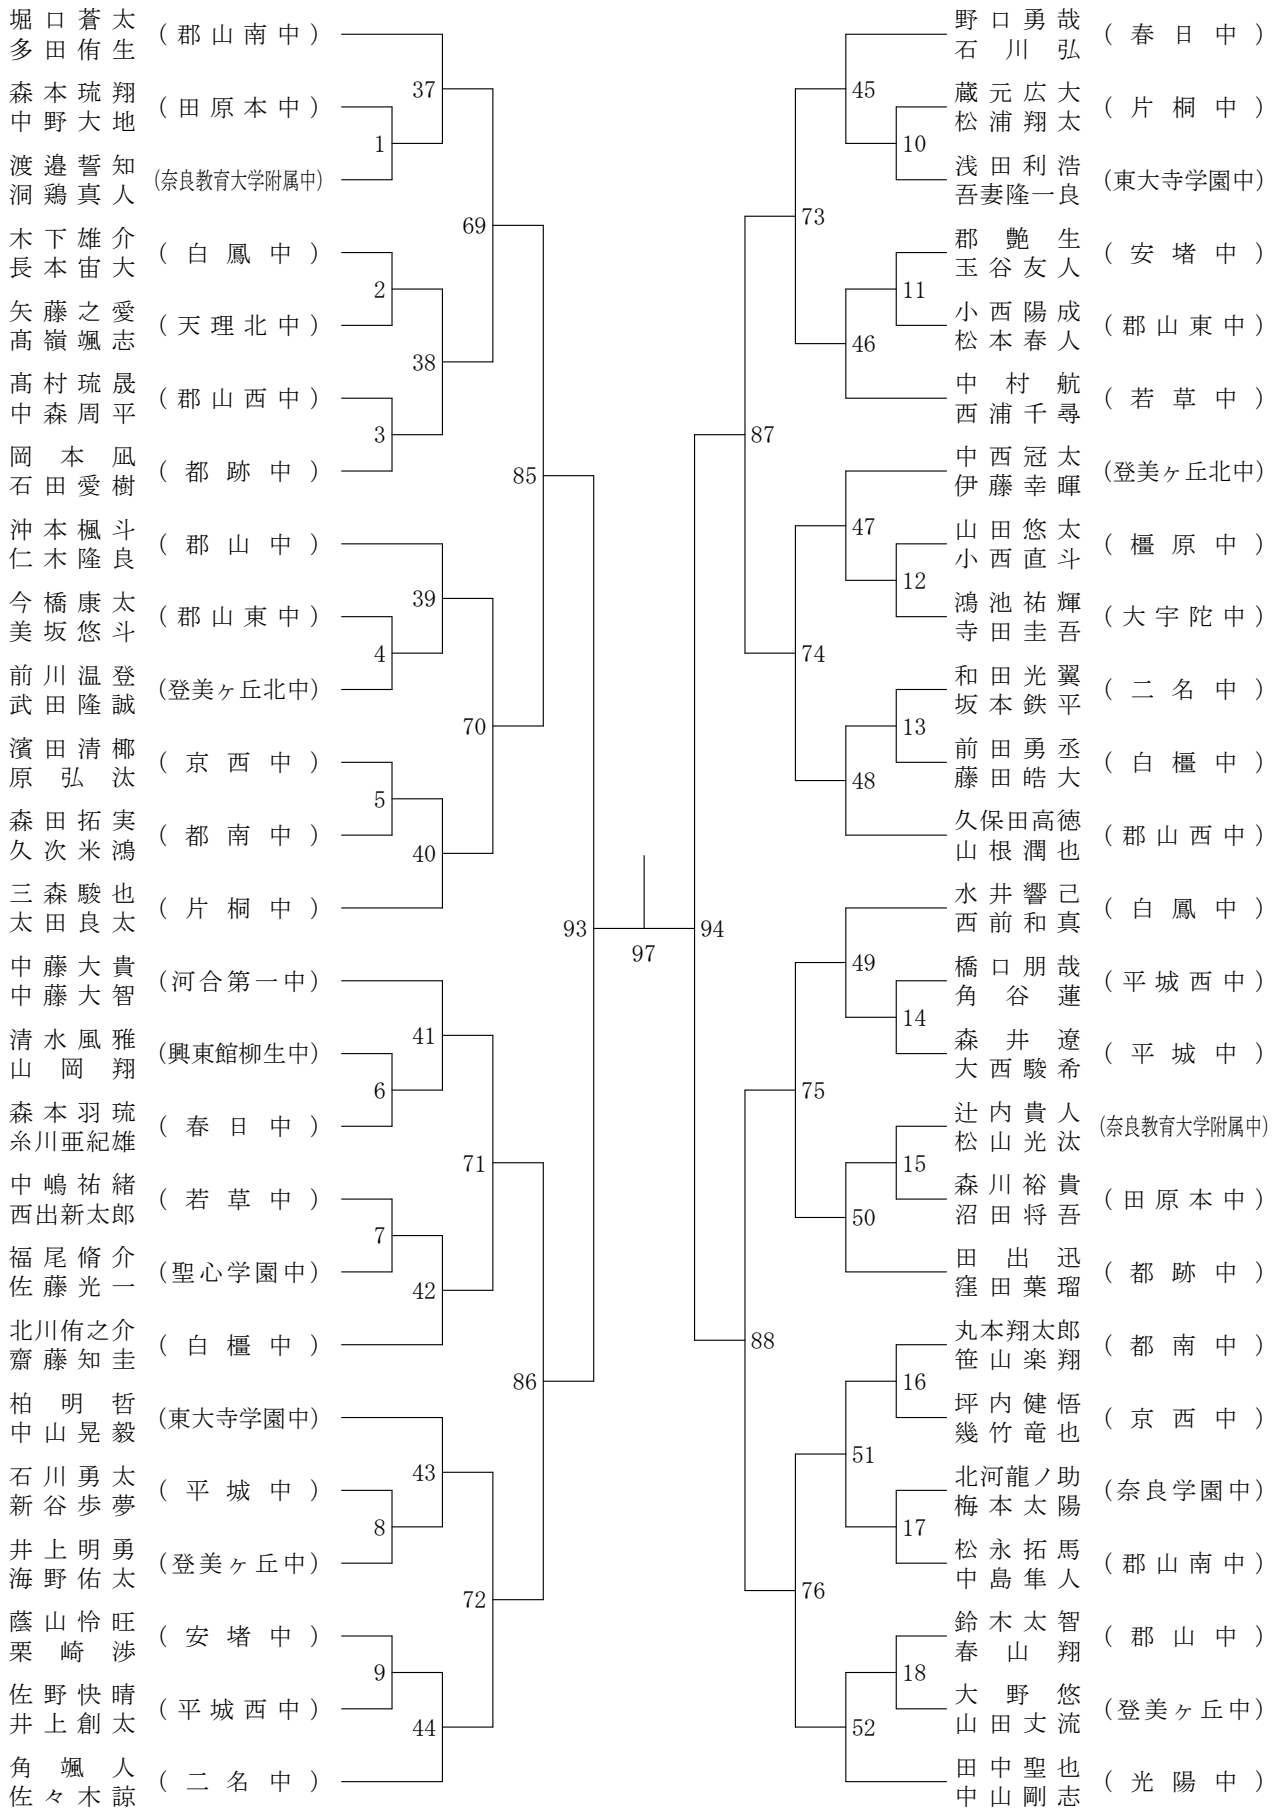 堀口蒼太
多田侑生
(郡山南中)
森本琉翔
中野大地
(田原本中)
渡邉誓知
洞鶏真人
(奈良教育大学附属中)
木下雄介
長本宙大
(白鳳中)
矢藤之愛
髙嶺颯志
(天理北中)
髙村琉晟
中森周平
(郡山西中)
岡本凪
石田愛樹
(都跡中)
沖本楓斗
仁木隆良
(郡山中)
今橋康太
美坂悠斗
(郡山東中)
前川温登
武田隆誠
(登美ヶ丘北中)
濱田清椰
原弘汰
(京西中)
森田拓実
久次米鴻
(都南中)
三森駿也
太田良太
(片桐中)
中藤大貴
中藤大智
(河合第一中)
清水風雅
山岡翔
(興東館柳生中)
森本羽琉
糸川亜紀雄
(春日中)
中嶋祐緒
西出新太郎
(若草中)
福尾脩介
佐藤光一
(聖心学園中)
北川侑之介
齋藤知圭
(白橿中)
柏明哲
中山晃毅
(東大寺学園中)
石川勇太
新谷歩夢
(平城中)
井上明勇
海野佑太
(登美ヶ丘中)
蔭山怜旺
栗崎渉
(安堵中)
佐野快晴
井上創太
(平城西中)
角颯人
佐々木諒
(二名中)
1
2
3
4
5
6
7
8
9
37
38
39
40
41
42
43
44
69
70
71
72
85
86
93
97
94
87
88
73
74
75
76
45
46
47
48
49
50
51
52
10
11
12
13
14
15
16
17
18
野口勇哉
石川弘
(春日中)
蔵元広大
松浦翔太
(片桐中)
浅田利浩
吾妻隆一良
(東大寺学園中)
郡艶生
玉谷友人
(安堵中)
小西陽成
松本春人
(郡山東中)
中村航
西浦千尋
(若草中)
中西冠太
伊藤幸暉
(登美ヶ丘北中)
山田悠太
小西直斗
(橿原中)
鴻池祐輝
寺田圭吾
(大宇陀中)
和田光翼
坂本鉄平
(二名中)
前田勇丞
藤田皓大
(白橿中)
久保田高徳
山根潤也
(郡山西中)
水井響己
西前和真
(白鳳中)
橋口朋哉
角谷蓮
(平城西中)
森井遼
大西駿希
(平城中)
辻内貴人
松山光汰
(奈良教育大学附属中)
森川裕貴
沼田将吾
(田原本中)
田出迅
窪田葉瑠
(都跡中)
丸本翔太郎
笹山楽翔
(都南中)
坪内健悟
幾竹竜也
(京西中)
北河龍ノ助
梅本太陽
(奈良学園中)
松永拓馬
中島隼人
(郡山南中)
鈴木太智
春山翔
(郡山中)
大野悠
山田丈流
(登美ヶ丘中)
田中聖也
中山剛志
(光陽中)